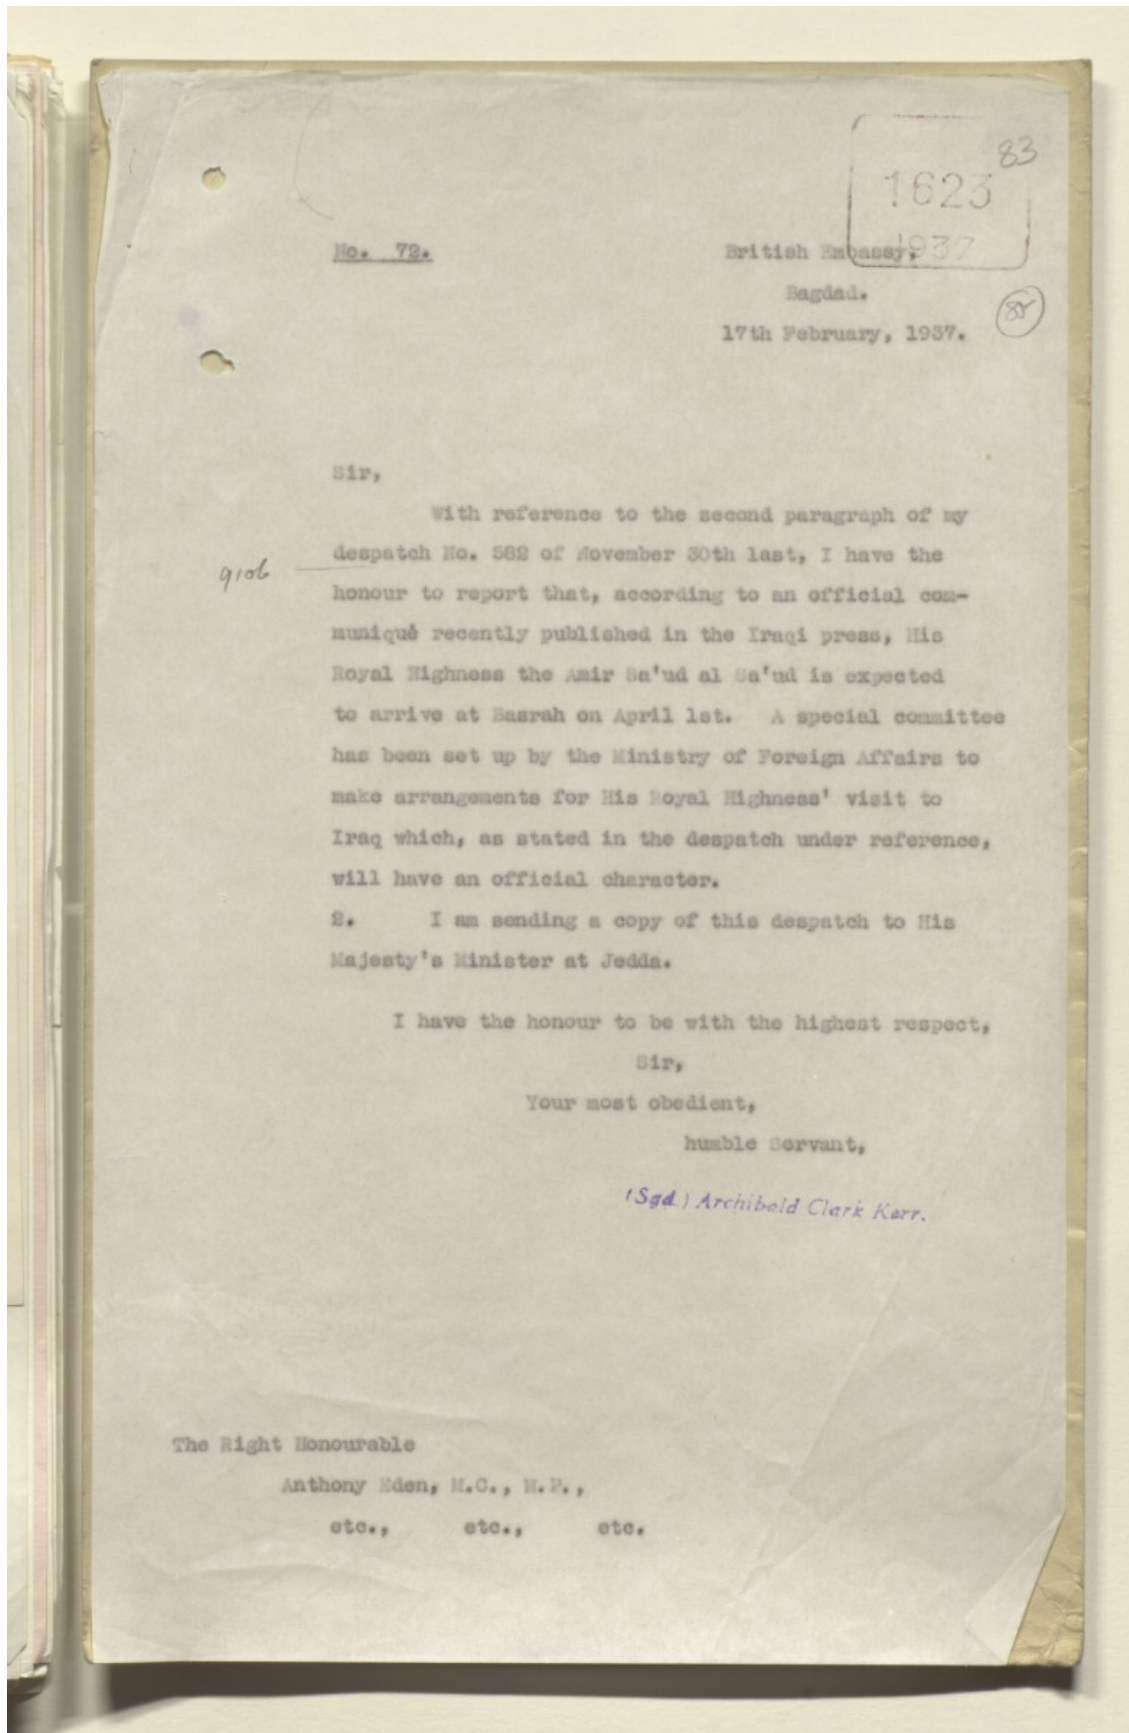 83
1623
1937
No. 72.
British Embassy,
Bagdad.
17th February, 1937.
Sir,
With reference to the second paragraph of my
despatch No. 582 of November 30th last, I have the
9106
honour to report that, according to an official com-
muniqué recently published in the Iraqi press, His
Royal Highness the Amir Sa'ud al Sa'ud is expected
to arrive at Basrah on April 1st. A special committee
has been set up by the Ministry of Foreign Affairs to
make arrangements for His Royal Highness' visit to
Iraq which, as stated in the despatch under reference,
will have an official character.
2. I am sending a copy of this despatch to His
Majesty's Minister at Jedda.
I have the honour to be with the highest respect,
Sir,
Your most obedient,
humble Servant,
(Sgd.) Archibald Clark Kerr.
The Right Honourable
Anthony Eden, M.C., M.P.,
etc., etc., etc.